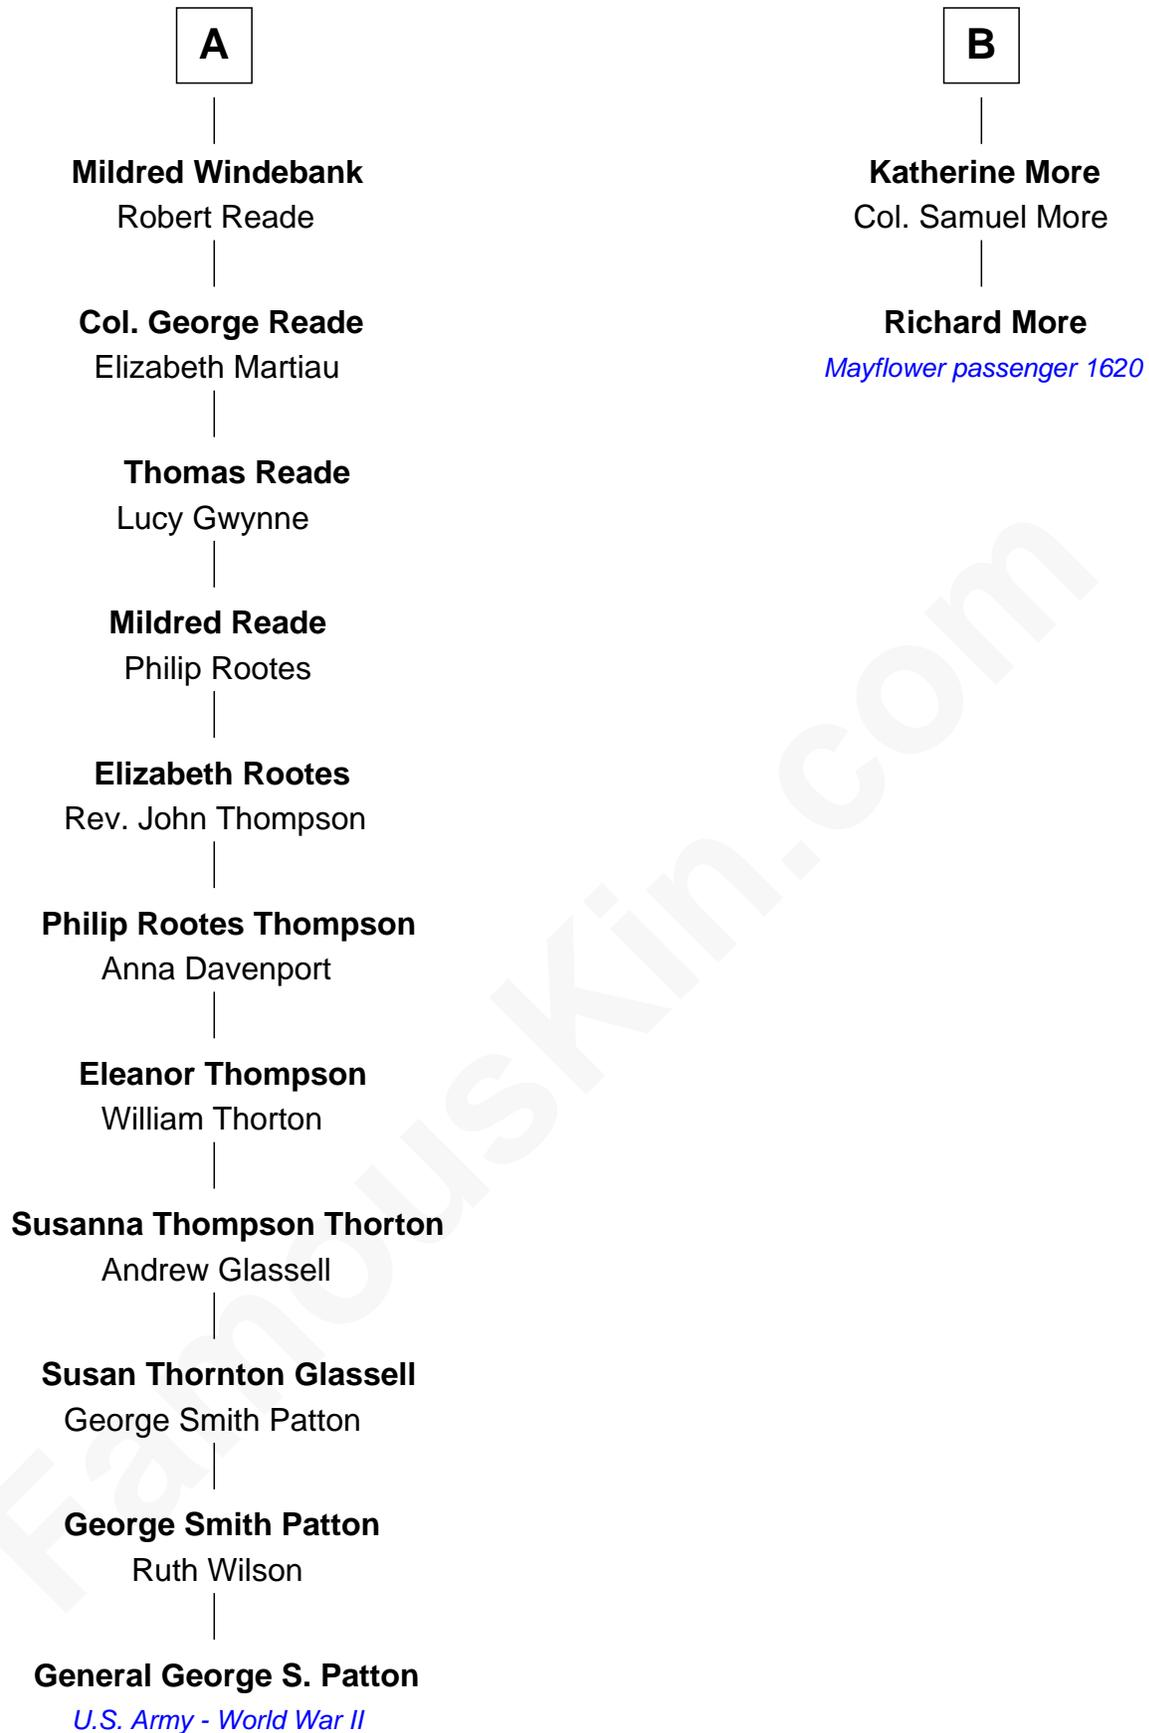 A
Mildred Windebank
Robert Reade
Col. George Reade
Elizabeth Martiau
Thomas Reade
Lucy Gwynne
Mildred Reade
Philip Rootes
Elizabeth Rootes
Rev. John Thompson
Philip Rootes Thompson
Anna Davenport
Eleanor Thompson
William Thorton
Susanna Thompson Thorton
Andrew Glassell
Susan Thornton Glassell
George Smith Patton
George Smith Patton
Ruth Wilson
General George S. Patton
U.S. Army - World War II
B
Katherine More
Col. Samuel More
Richard More
Mayflower passenger 1620
FamousKin.com